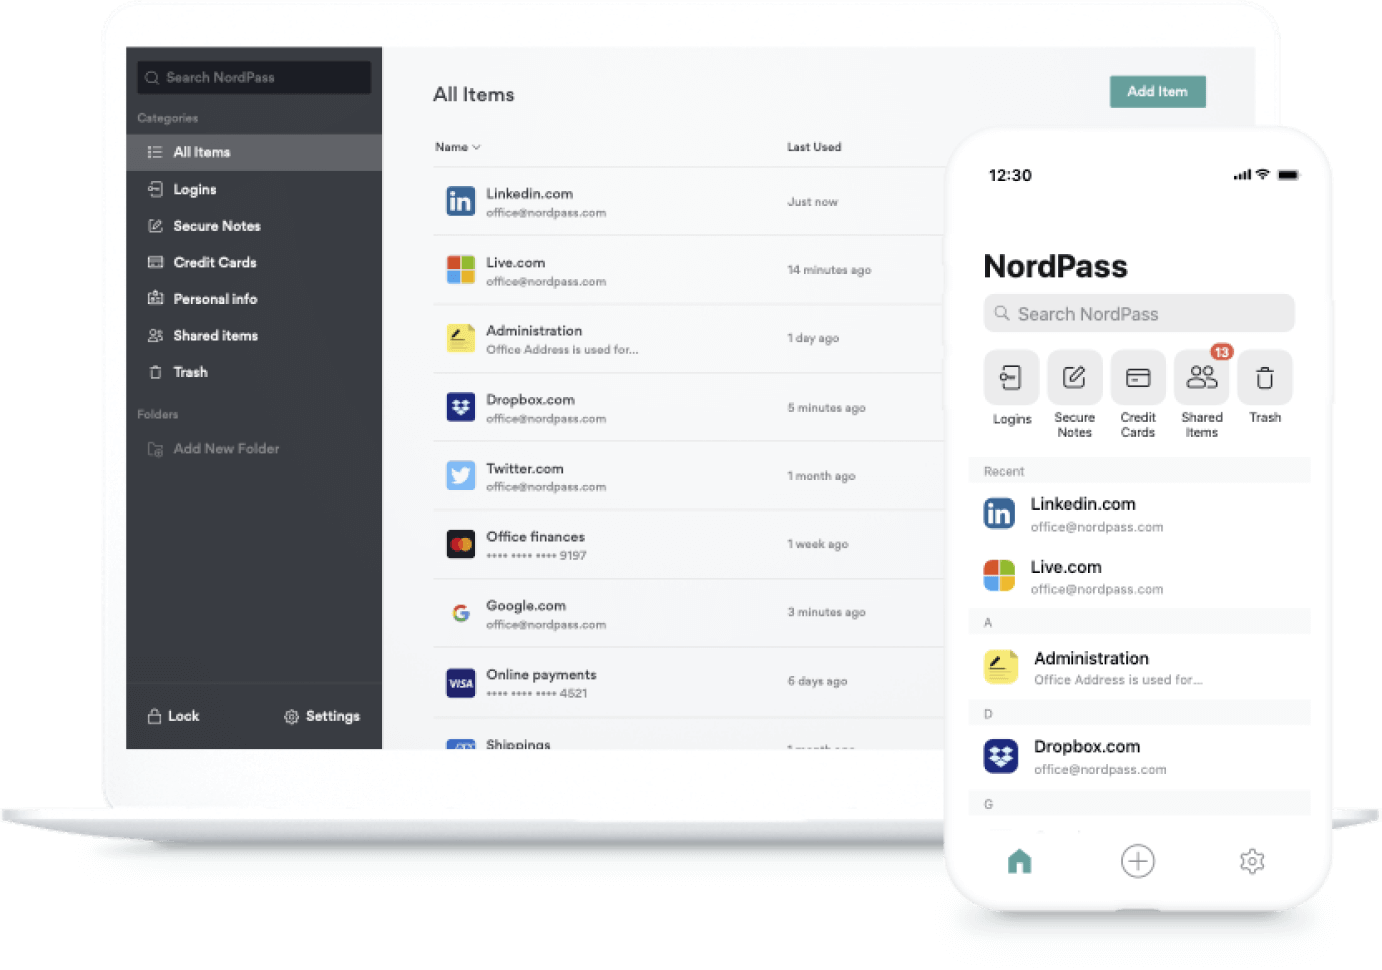 Search NordPass
Categories
All Items
Logins
Secure Notes
Credit Cards
Personal info
Shared items
Trash
Folders
Add New Folder
Lock
Settings
All Items
Add Item
Name
Last Used
Linkedin.com
office@nordpass.com
Just now
Live.com
office@nordpass.com
14 minutes ago
Administration
Office Address is used for...
1 day ago
Dropbox.com
office@nordpass.com
5 minutes ago
Twitter.com
office@nordpass.com
1 month ago
Office finances
•••• •••• •••• 9197
1 week ago
Google.com
office@nordpass.com
3 minutes ago
VISA
Online payments
•••• •••• •••• 4521
6 days ago
Shippings
1 month ago
12:30
NordPass
Search NordPass
13
Logins
Secure
Notes
Credit
Cards
Shared
Items
Trash
Recent
Linkedin.com
office@nordpass.com
Live.com
office@nordpass.com
A
Administration
Office Address is used for...
D
Dropbox.com
office@nordpass.com
G